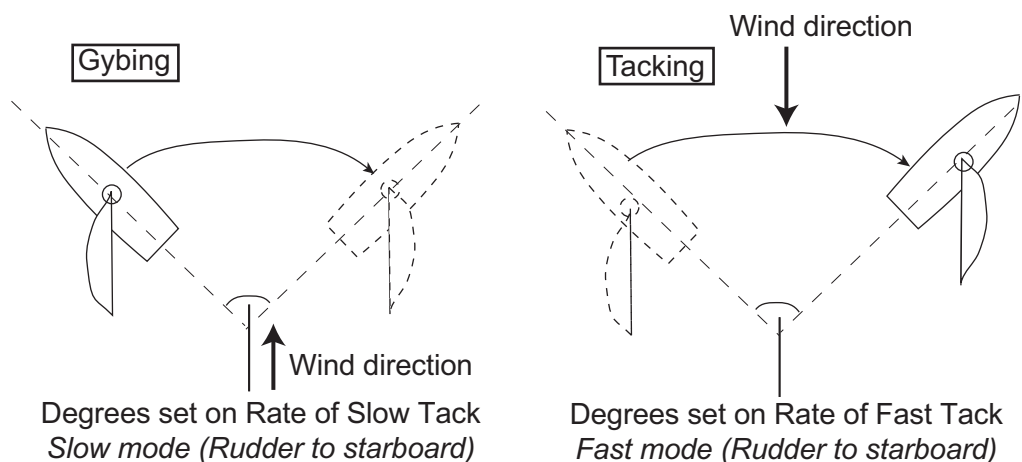 Gybing
Wind direction
Degrees set on Rate of Slow Tack
Slow mode (Rudder to starboard)
Wind direction
Tacking
Degrees set on Rate of Fast Tack
Fast mode (Rudder to starboard)